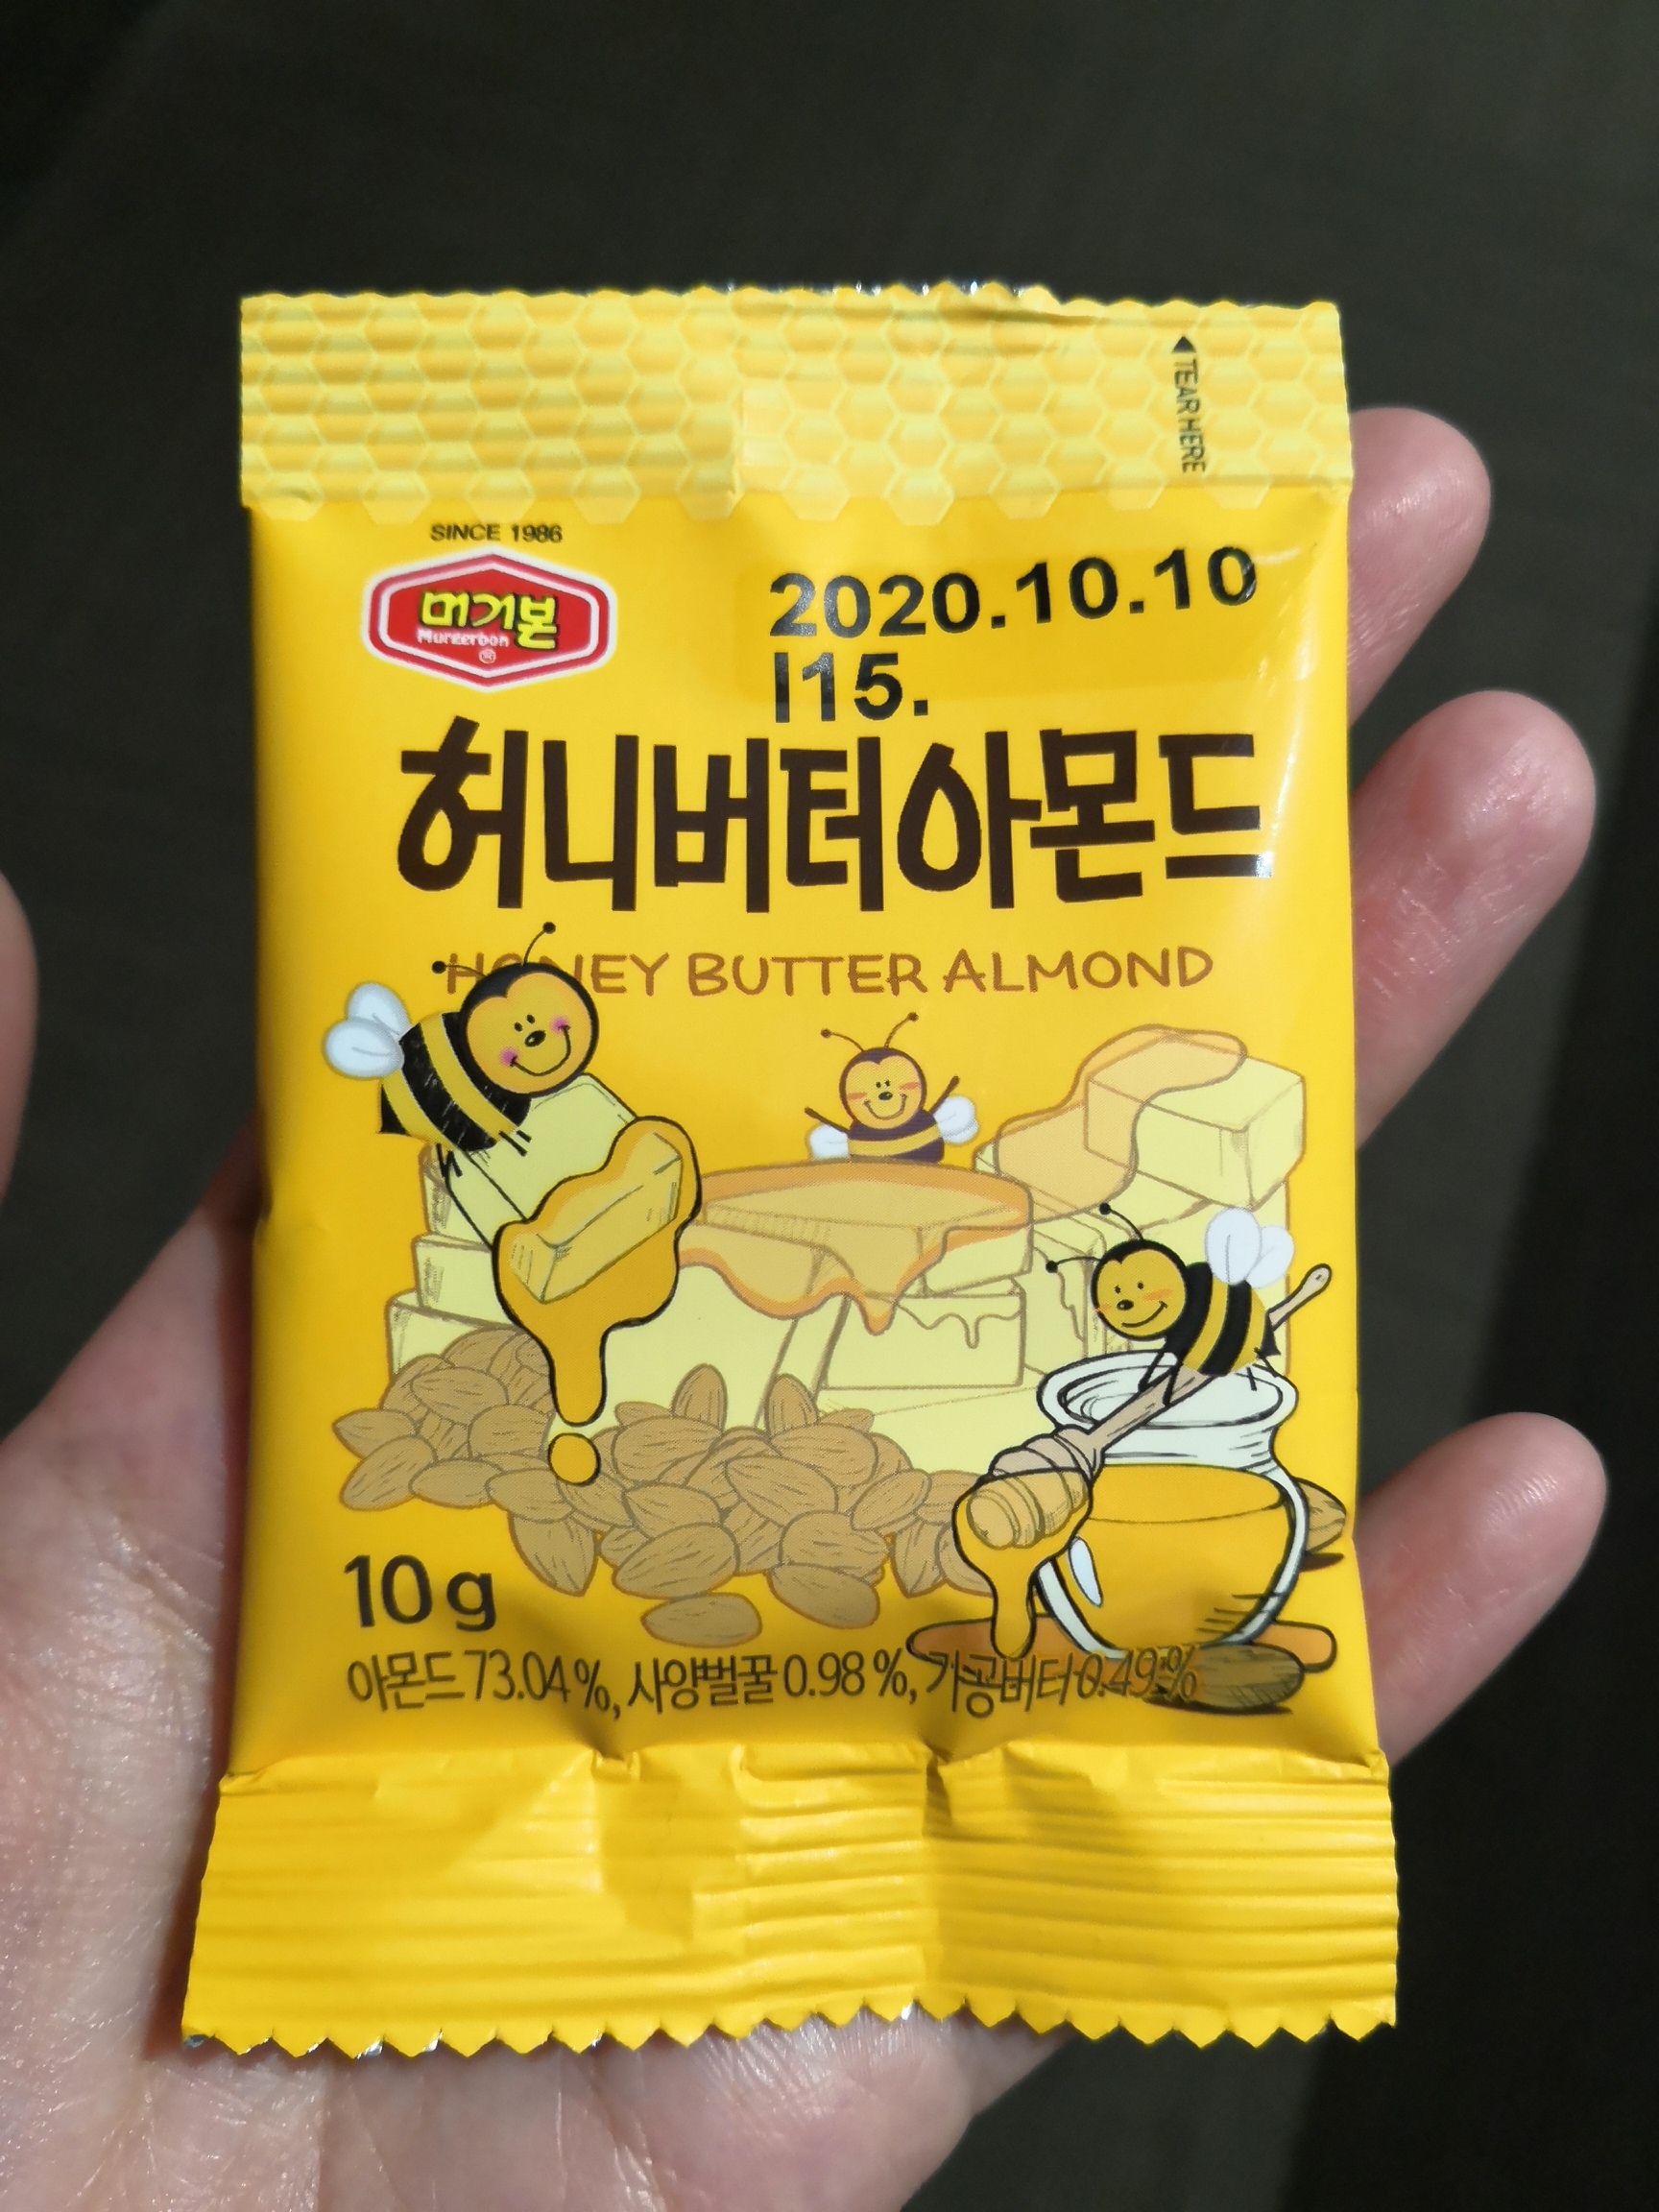 TEAR HERE
SINCE 1986
머거본
Murgerbon
2020.10.10
I15.
허니버터아몬드
HONEY BUTTER ALMOND
10g
아몬드 73.04%, 사양벌꿀 0.98%, 가공버터 0.49%